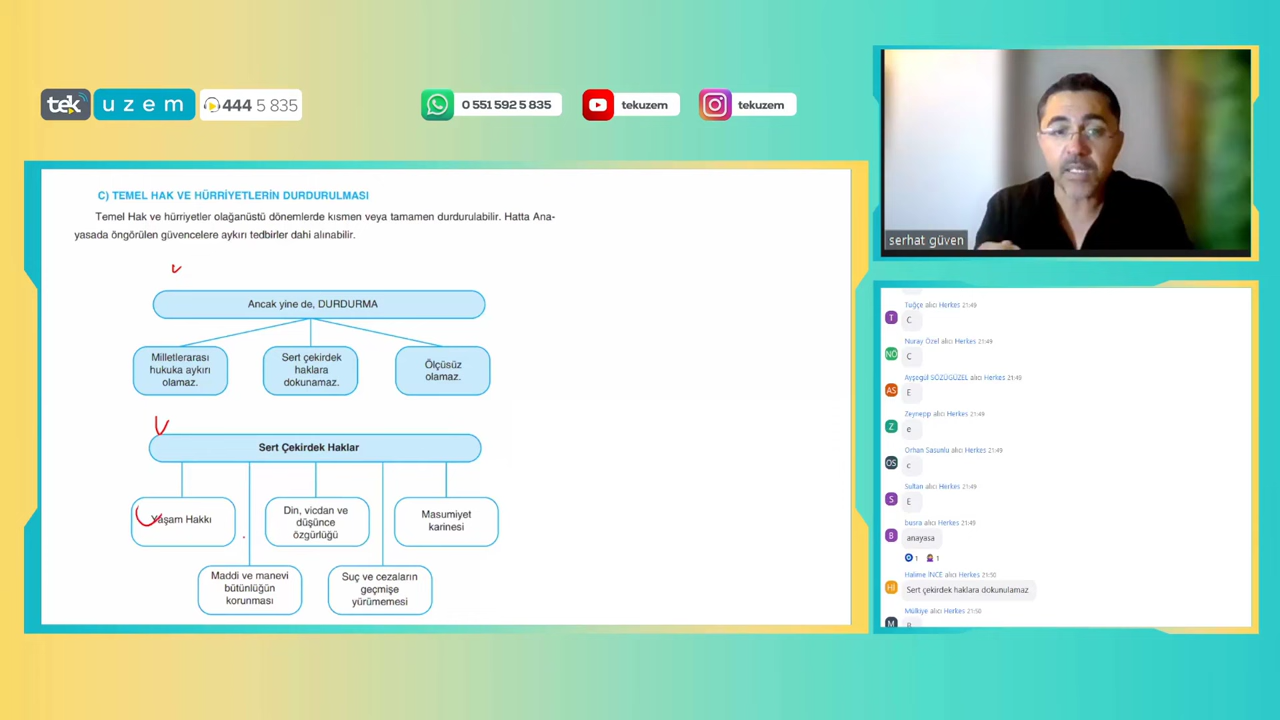 tek uzem 444 5 835
0 551 592 5 835
tekuzem
tekuzem
C) TEMEL HAK VE HÜRRİYETLERİN DURDURULMASI
Temel Hak ve hürriyetler olağanüstü dönemlerde kısmen veya tamamen durdurulabilir. Hatta Ana-
yasada öngörülen güvencelere aykırı tedbirler dahi alınabilir.
Ancak yine de, DURDURMA
Milletlerarası
hukuka aykırı
olamaz.
Sert çekirdek
haklara
dokunamaz.
Ölçüsüz
olamaz.
Sert Çekirdek Haklar
Yaşam Hakkı
Din, vicdan ve
düşünce
özgürlüğü
Masumiyet
karinesi
Maddi ve manevi
bütünlüğün
korunması
Suç ve cezaların
geçmişe
yürümemesi
serhat güven
Tuğçe alıcı Herkes 21:49
T
C
Nuray Özel alıcı Herkes 21:49
NÖ
C
Ayşegül SÖZÜGÜZEL alıcı Herkes 21:49
AS
E
Zeynepp alıcı Herkes 21:49
Z
e
Orhan Sasunlu alıcı Herkes 21:49
OS
c
Sultan alıcı Herkes 21:49
S
E
busra alıcı Herkes 21:49
B
anayasa
1 1
Halime İNCE alıcı Herkes 21:50
Hİ
Sert çekirdek haklara dokunulamaz
Mülkiye alıcı Herkes 21:50
M